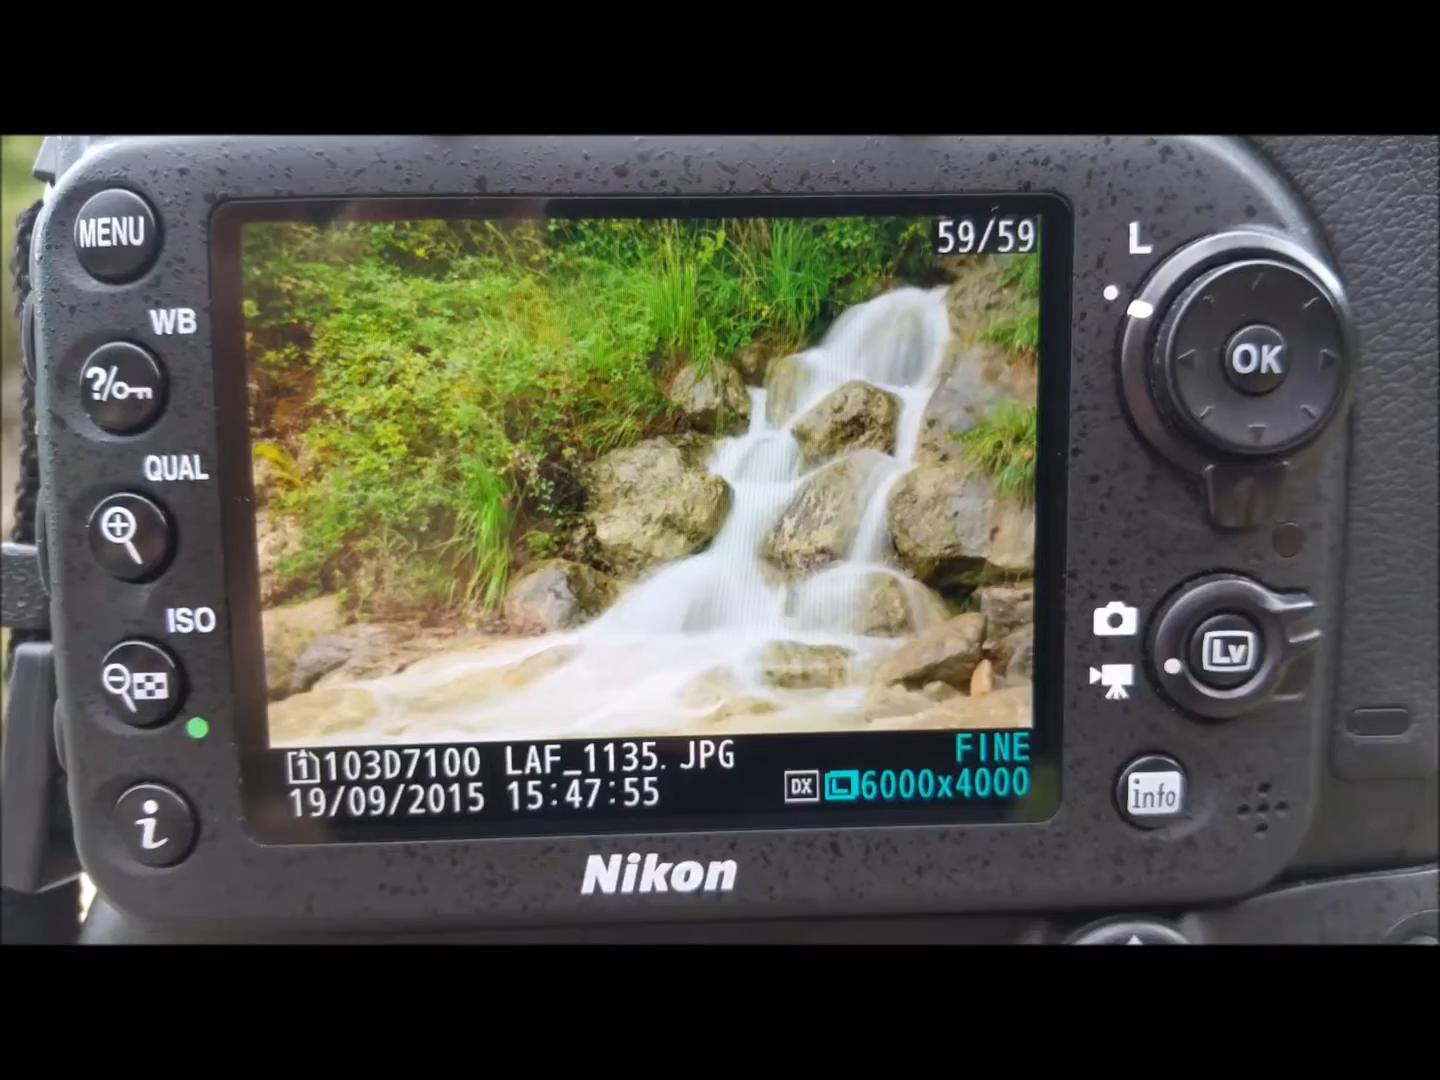 MENU
59/59
L
WB
?/
OK
QUAL
ISO
Lv
103D7100 LAF_1135.JPG
FINE
19/09/2015 15:47:55
DX L 6000x4000
i
info
Nikon